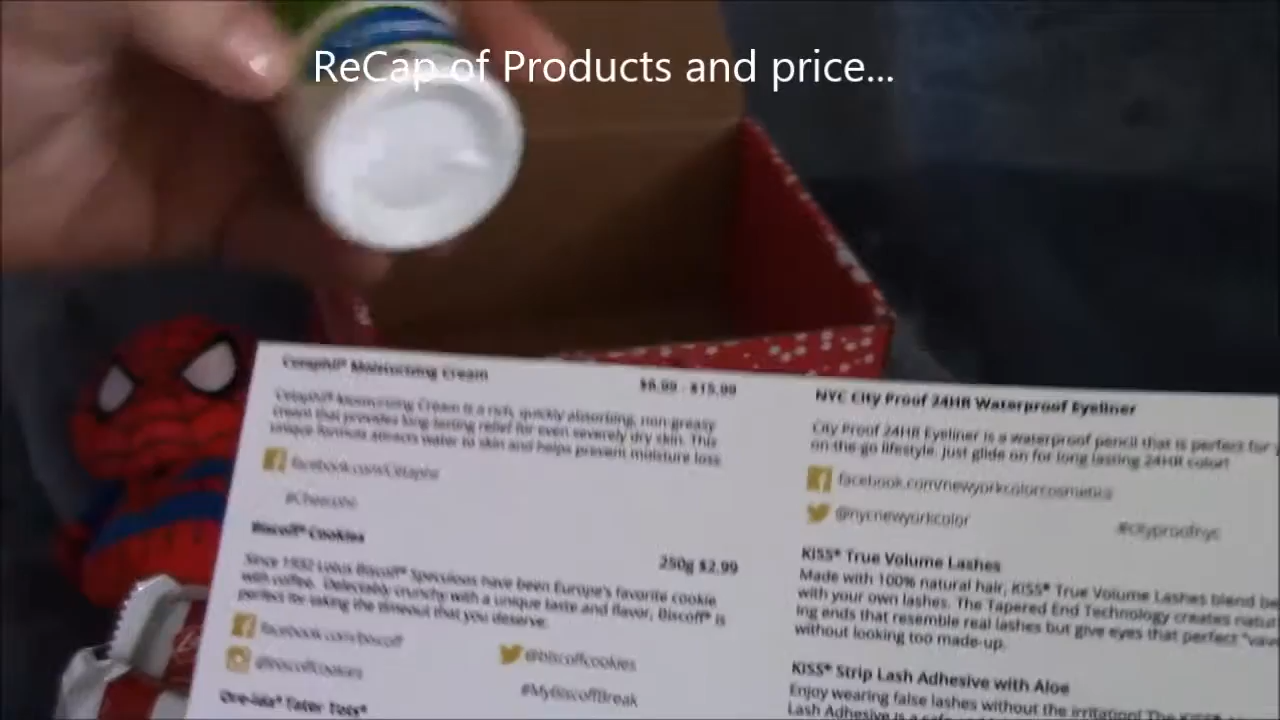 ReCap of Products and price...
Cetaphil® Moisturizing Cream
$6.99 - $15.99
Cetaphil® Moisturizing Cream is a rich, quickly absorbing, non-greasy
cream that provides long-lasting relief for even severely dry skin. This
unique formula attracts water to skin and helps prevent moisture loss.
facebook.com/Cetaphil
Biscoff® Cookies
250g $2.99
Since 1932 Lotus Biscoff® Speculoos have been Europe's favorite cookie
with coffee. Delectably crunchy with a unique taste and flavor, Biscoff® is
perfect for taking the timeout that you deserve.
facebook.com/biscoff
@biscoffcookies
@biscoffcookies
#MyBiscoffBreak
Ore-Ida® Tater Tots®
NYC City Proof 24HR Waterproof Eyeliner
City Proof 24HR Eyeliner is a waterproof pencil that is perfect for
on the go lifestyle. Just glide on for long lasting 24HR color!
facebook.com/newyorkcolorcosmetics
@nycnewyorkcolor
#cityproofnyc
KISS® True Volume Lashes
Made with 100% natural hair, KISS® True Volume Lashes blend
with your own lashes. The Tapered End Technology creates
ing ends that resemble real lashes but give eyes that perfect
without looking too made-up.
KISS® Strip Lash Adhesive with Aloe
Enjoy wearing false lashes without the irritation! The
Lash Adhesive is a